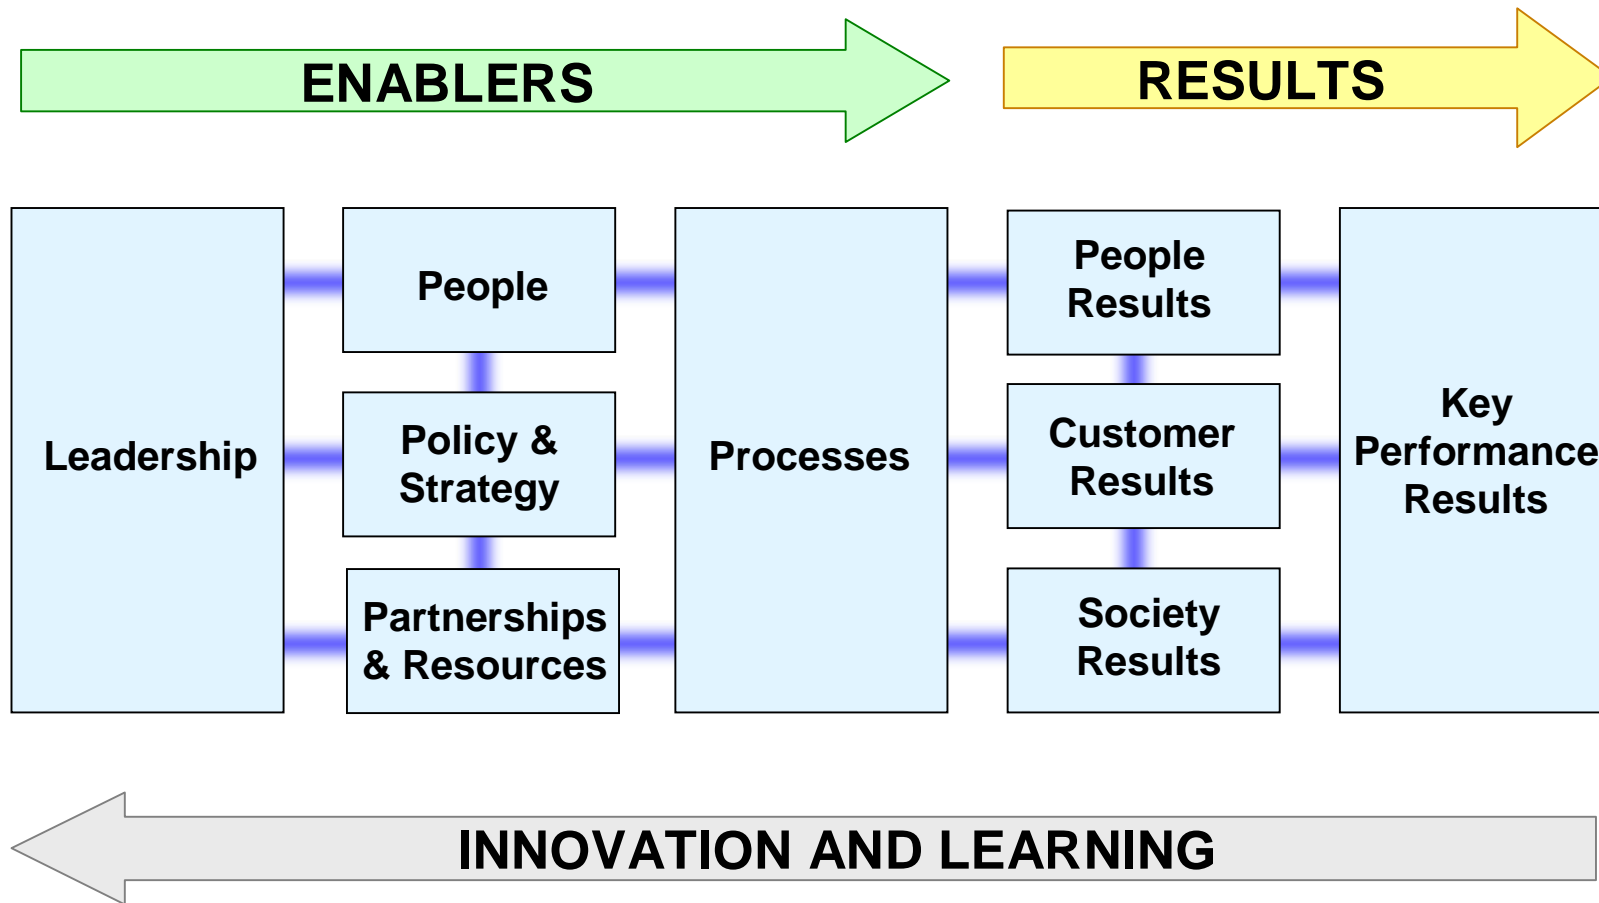 ENABLERS
RESULTS
Leadership
People
Policy &
Strategy
Partnerships
& Resources
Processes
People
Results
Customer
Results
Society
Results
Key
Performance
Results
INNOVATION AND LEARNING